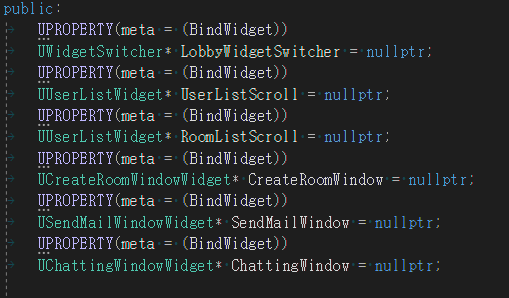 public:
UPROPERTY(meta = (BindWidget))
UWidgetSwitcher* LobbyWidgetSwitcher = nullptr;
UPROPERTY(meta = (BindWidget))
UUserListWidget* UserListScroll = nullptr;
UPROPERTY(meta = (BindWidget))
UUserListWidget* RoomListScroll = nullptr;
UPROPERTY(meta = (BindWidget))
UCreateRoomWindowWidget* CreateRoomWindow = nullptr;
UPROPERTY(meta = (BindWidget))
USendMailWindowWidget* SendMailWindow = nullptr;
UPROPERTY(meta = (BindWidget))
UChattingWindowWidget* ChattingWindow = nullptr;